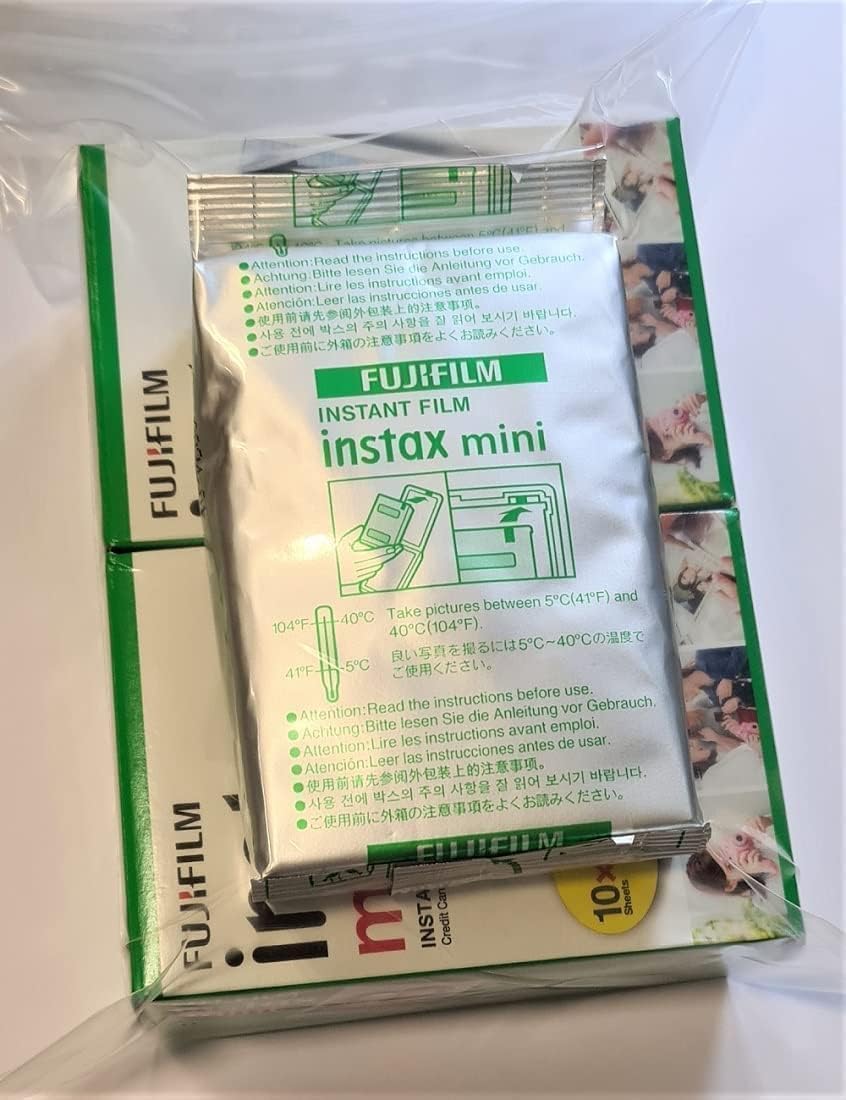 40°C Take pictures between 5°C(41°F) and
●Attention:Read the instructions before use.
●Achtung:Bitte lesen Sie die Anleitung vor Gebrauch.
●Attention:Lire les instructions avant emploi.
●Atención:Leer las instrucciones antes de usar.
●使用前请先参阅外包装上的注意事项。
●사용 전에 박스의 주의 사항을 잘 읽어 보시기 바랍니다.
●ご使用前に外箱の注意事項をよくお読みください。
FUJIFILM
INSTANT FILM
instax mini
104°F 40°C
41°F 5°C
Take pictures between 5°C(41°F) and
40°C(104°F).
良い写真を撮るには5°C~40°Cの温度で
ご使用ください。
●Attention:Read the instructions before use.
●Achtung:Bitte lesen Sie die Anleitung vor Gebrauch.
●Attention:Lire les instructions avant emploi.
●Atención:Leer las instrucciones antes de usar.
●使用前请先参阅外包装上的注意事项。
●사용 전에 박스의 주의 사항을 잘 읽어 보시기 바랍니다.
●ご使用前に外箱の注意事項をよくお読みください。
FUJIFILM
FUJIFILM
FUJIFILM
10×
Sheets